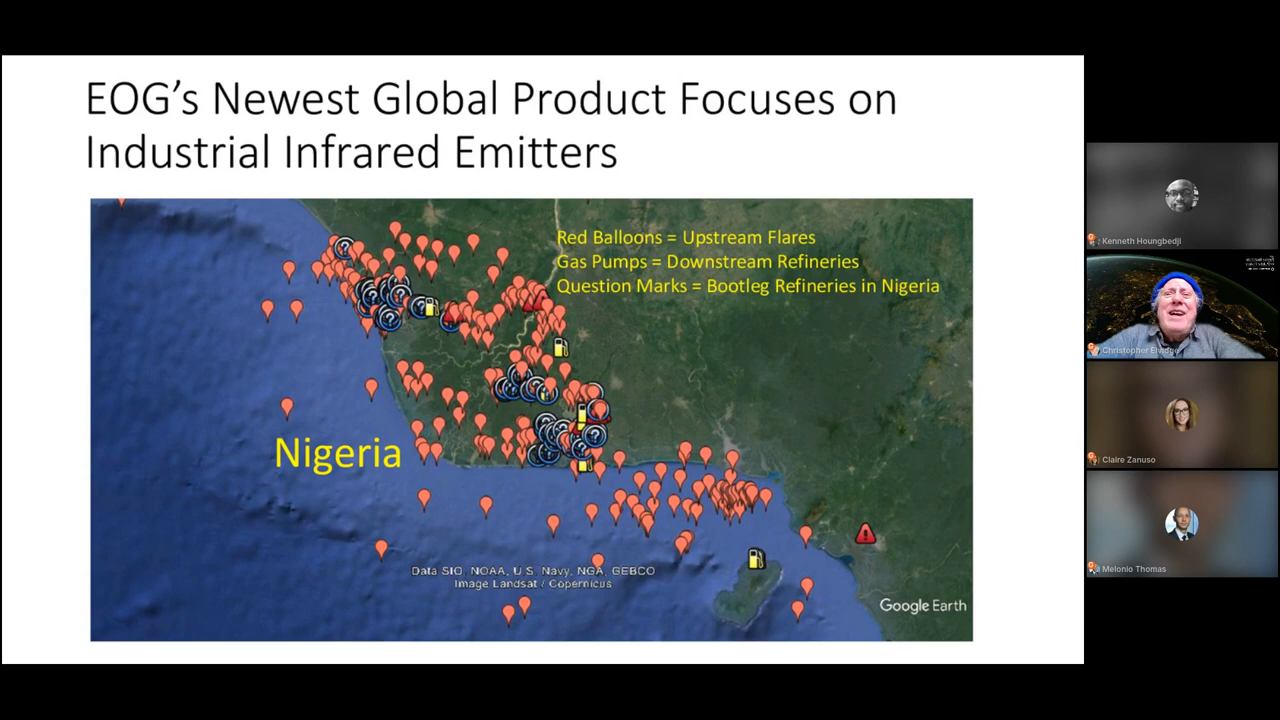 EOG's Newest Global Product Focuses on
Industrial Infrared Emitters
Red Balloons = Upstream Flares
Gas Pumps = Downstream Refineries
Question Marks = Bootleg Refineries in Nigeria
Nigeria
Data SIO, NOAA, U.S. Navy, NGA, GEBCO
Image Landsat / Copernicus
Google Earth
Kenneth Houngbedji
Christopher Elvidge
Claire Zanuso
Melonio Thomas